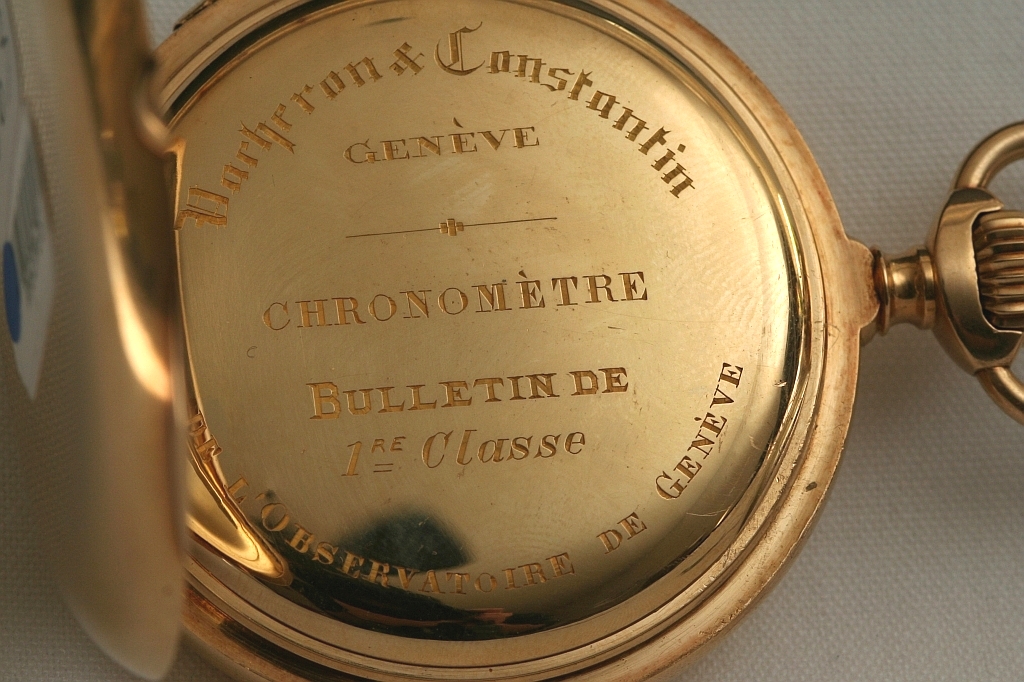 Vacheron & Constantin
GENÈVE
CHRONOMÈTRE
BULLETIN DE
1RE Classe
DE L'OBSERVATOIRE DE GENÈVE